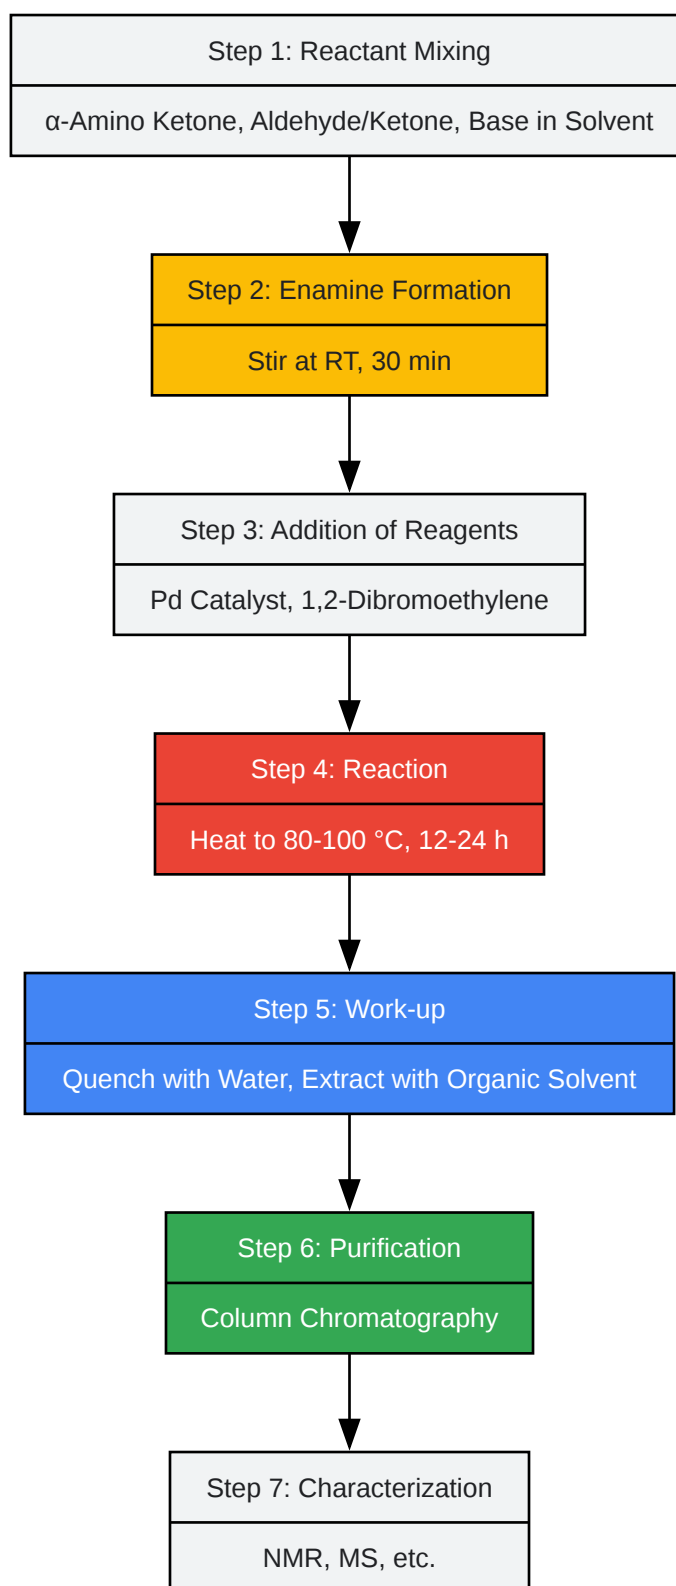 Step 1: Reactant Mixing
α-Amino Ketone, Aldehyde/Ketone, Base in Solvent
Step 2: Enamine Formation
Stir at RT, 30 min
Step 3: Addition of Reagents
Pd Catalyst, 1,2-Dibromoethylene
Step 4: Reaction
Heat to 80-100 °C, 12-24 h
Step 5: Work-up
Quench with Water, Extract with Organic Solvent
Step 6: Purification
Column Chromatography
Step 7: Characterization
NMR, MS, etc.